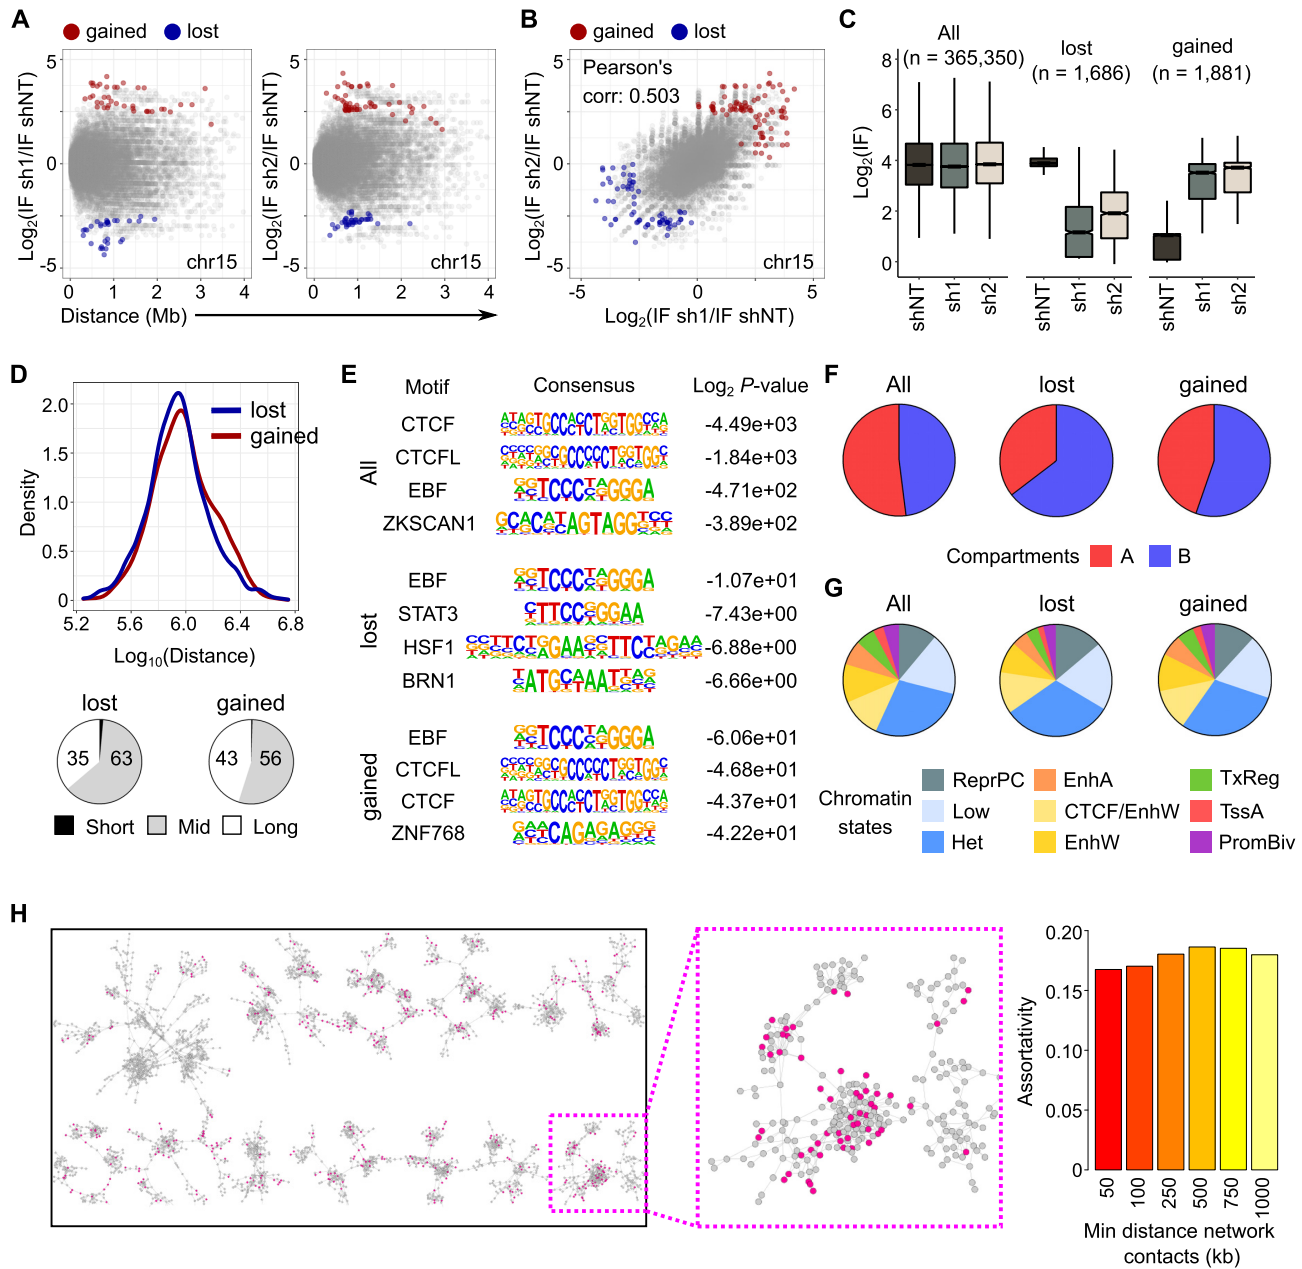 A
gained lost
Log2(IF sh1/IF shNT)
5
0
-5
chr15
0 1 2 3 4
Log2(IF sh2/IF shNT)
5
0
-5
chr15
0 1 2 3 4
Distance (Mb)
B
gained lost
Pearson's
corr: 0.503
Log2(IF sh2/IF shNT)
5
0
-5
chr15
-5 0 5
Log2(IF sh1/IF shNT)
C
All
(n = 365,350)
lost
(n = 1,686)
gained
(n = 1,881)
Log2(IF)
8
6
4
2
0
shNT sh1 sh2
shNT sh1 sh2
shNT sh1 sh2
D
lost
gained
Density
2.0
1.5
1.0
0.5
0
5.2 5.6 6.0 6.4 6.8
Log10(Distance)
lost gained
35 63
43 56
Short Mid Long
E
Motif Consensus Log2 P-value
All
CTCF -4.49e+03
CTCFL -1.84e+03
EBF -4.71e+02
ZKSCAN1 -3.89e+02
lost
EBF -1.07e+01
STAT3 -7.43e+00
HSF1 -6.88e+00
BRN1 -6.66e+00
gained
EBF -6.06e+01
CTCFL -4.68e+01
CTCF -4.37e+01
ZNF768 -4.22e+01
F
All lost gained
Compartments A B
G
All lost gained
Chromatin
states
ReprPC EnhA TxReg
Low CTCF/EnhW TssA
Het EnhW PromBiv
H
Assortativity
0.20
0.15
0.10
0.05
0
50 100 250 500 750 1000
Min distance network
contacts (kb)